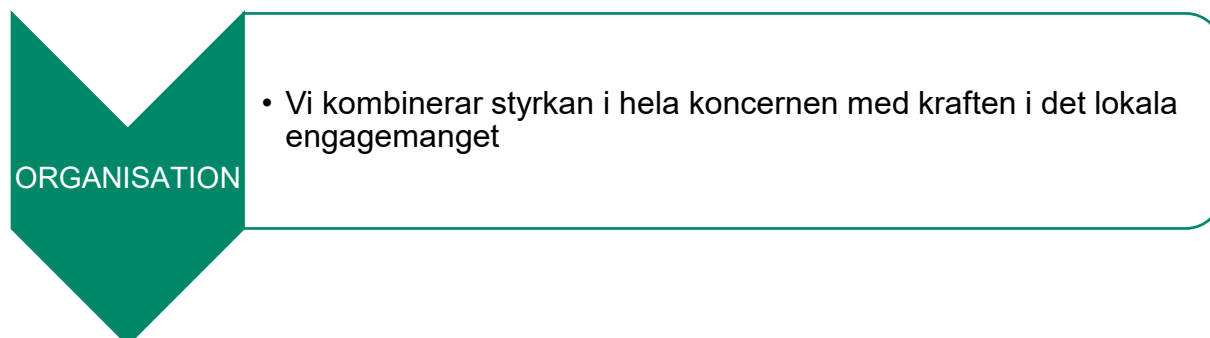 ORGANISATION
• Vi kombinerar styrkan i hela koncernen med kraften i det lokala
engagemanget